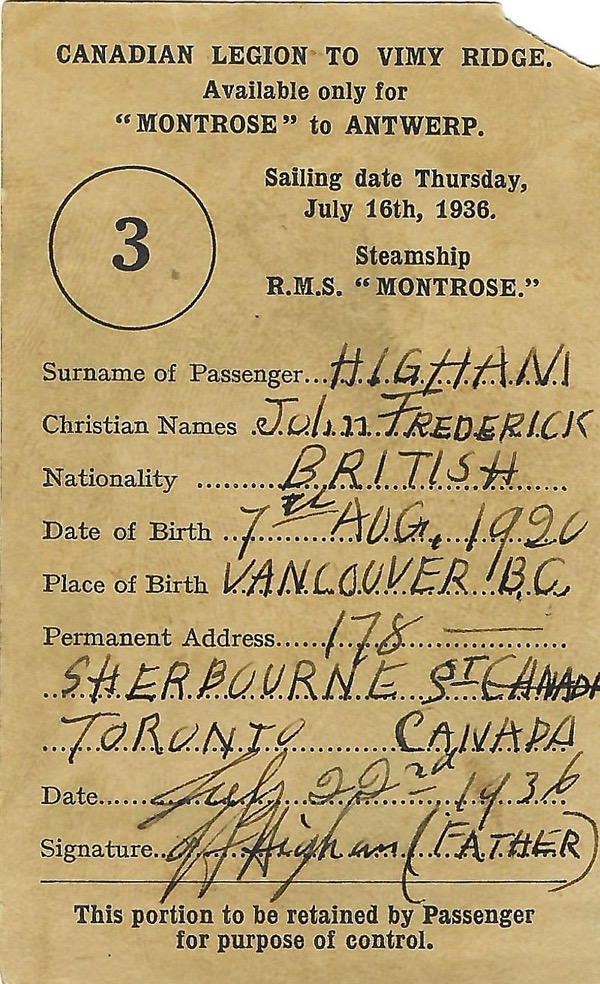 CANADIAN LEGION TO VIMY RIDGE.
Available only for
"MONTROSE" to ANTWERP.
3
Sailing date Thursday,
July 16th, 1936.
Steamship
R.M.S. "MONTROSE."
Surname of Passenger...HIGHAM
Christian Names John FREDERICK
Nationality BRITISH
Date of Birth 7th AUG. 1920
Place of Birth VANCOUVER B.C.
Permanent Address 178 —
SHERBOURNE ST CANADA
TORONTO CANADA
Date July 22nd 1936
Signature Higham (FATHER)
This portion to be retained by Passenger
for purpose of control.